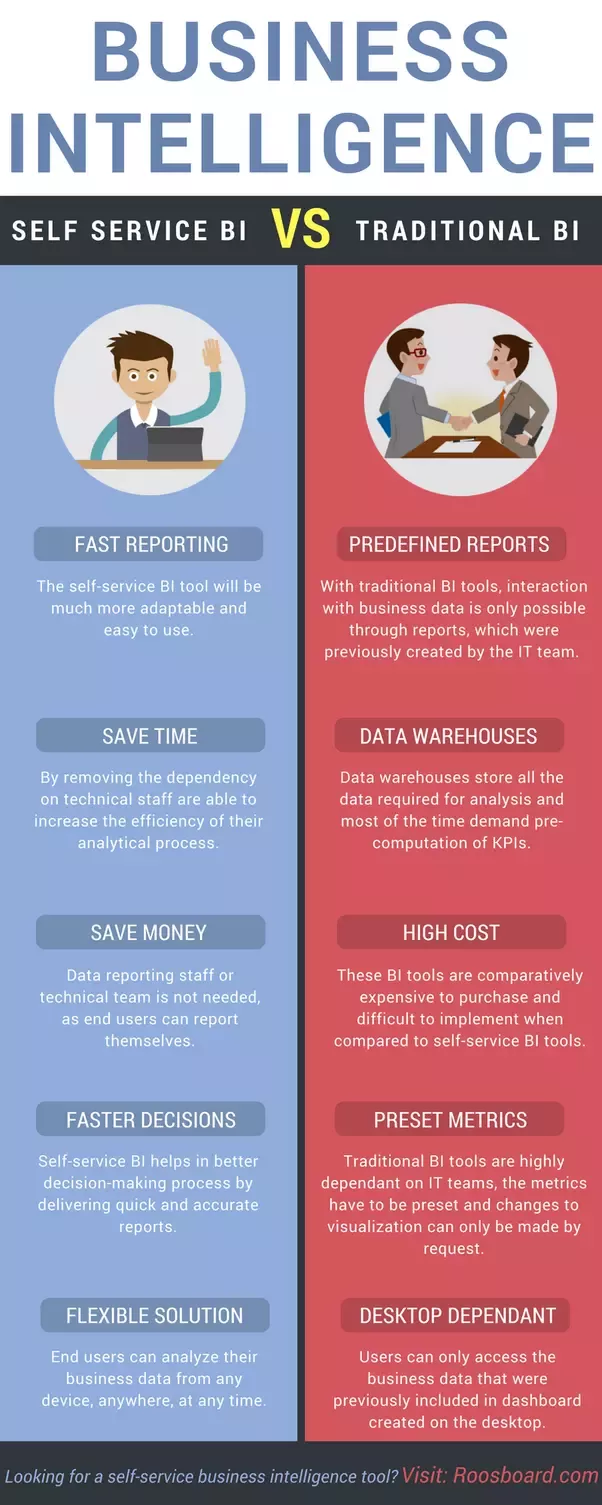 BUSINESS
INTELLIGENCE
SELF SERVICE BI VS TRADITIONAL BI
FAST REPORTING
The self-service BI tool will be
much more adaptable and
easy to use.
SAVE TIME
By removing the dependency
on technical staff are able to
increase the efficiency of their
analytical process.
SAVE MONEY
Data reporting staff or
technical team is not needed,
as end users can report
themselves.
FASTER DECISIONS
Self-service BI helps in better
decision-making process by
delivering quick and accurate
reports.
FLEXIBLE SOLUTION
End users can analyze their
business data from any
device, anywhere, at any time.
PREDEFINED REPORTS
With traditional BI tools, interaction
with business data is only possible
through reports, which were
previously created by the IT team.
DATA WAREHOUSES
Data warehouses store all the
data required for analysis and
most of the time demand pre-
computation of KPIs.
HIGH COST
These BI tools are comparatively
expensive to purchase and
difficult to implement when
compared to self-service BI tools.
PRESET METRICS
Traditional BI tools are highly
dependant on IT teams, the metrics
have to be preset and changes to
visualization can only be made by
request.
DESKTOP DEPENDANT
Users can only access the
business data that were
previously included in dashboard
created on the desktop.
Looking for a self-service business intelligence tool? Visit: Roosboard.com